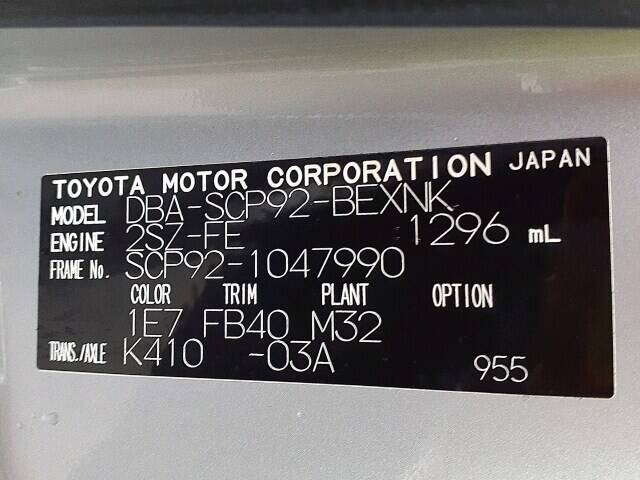 TOYOTA MOTOR CORPORATION JAPAN
MODEL DBA-SCP92-BEXNK
ENGINE 2SZ-FE 1296 mL
FRAME No. SCP92-1047990
COLOR TRIM PLANT OPTION
1E7 FB40 M32
TRANS./AXLE K410 -03A 955